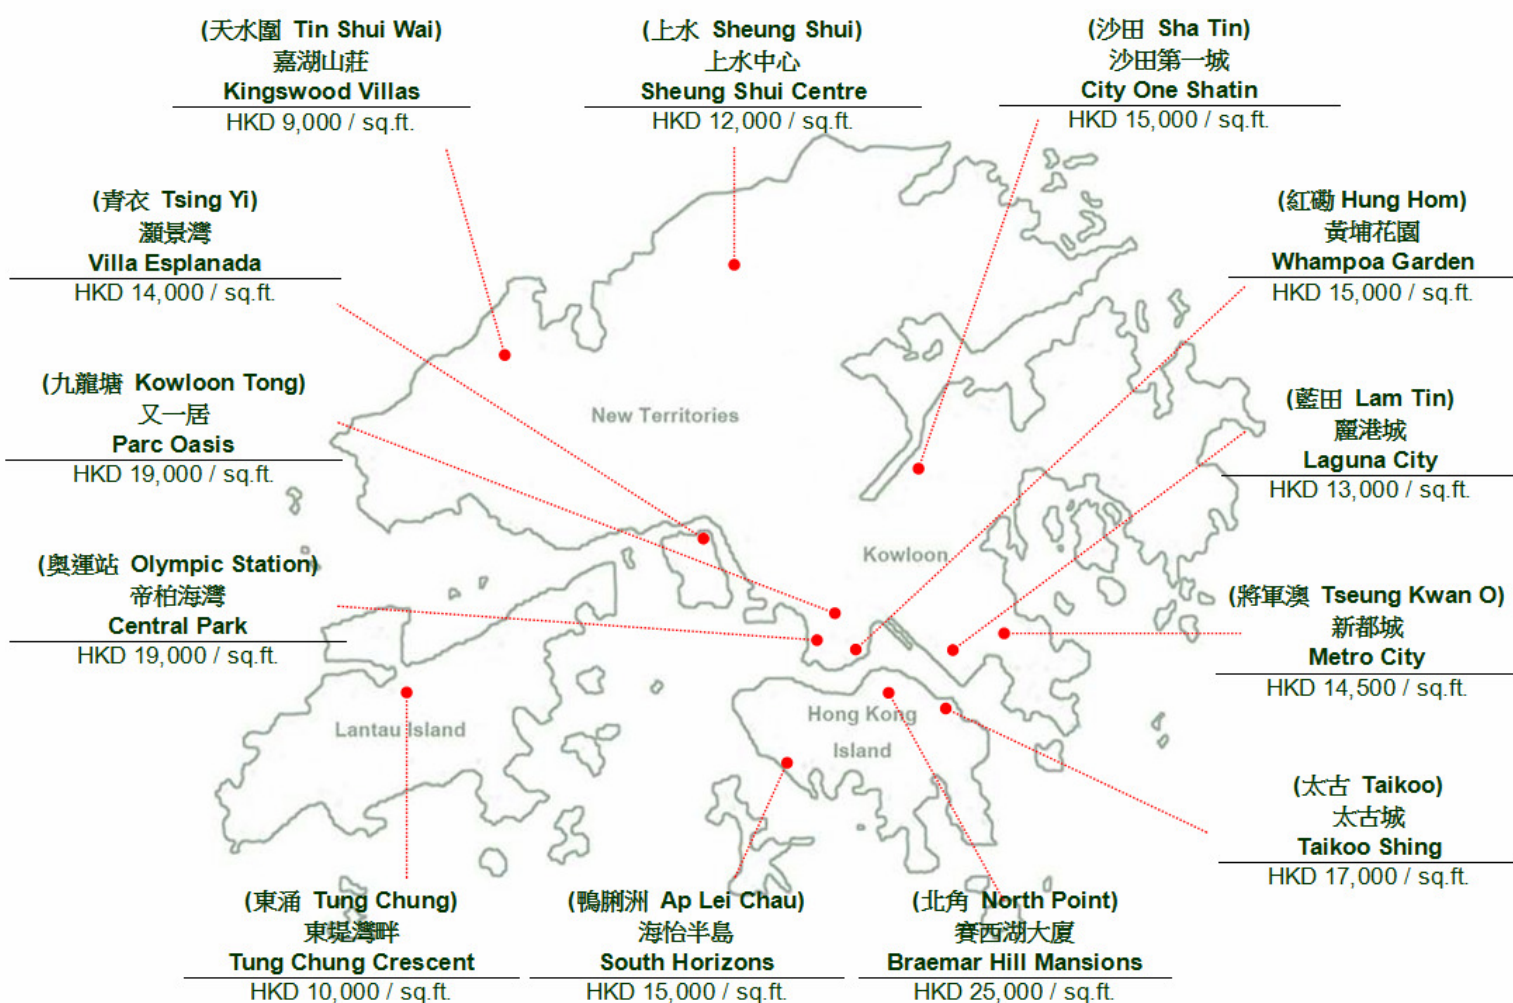 (天水圍 Tin Shui Wai)
嘉湖山莊
Kingswood Villas
HKD 9,000 / sq.ft.
(上水 Sheung Shui)
上水中心
Sheung Shui Centre
HKD 12,000 / sq.ft.
(沙田 Sha Tin)
沙田第一城
City One Shatin
HKD 15,000 / sq.ft.
(青衣 Tsing Yi)
灝景灣
Villa Esplanada
HKD 14,000 / sq.ft.
(紅磡 Hung Hom)
黃埔花園
Whampoa Garden
HKD 15,000 / sq.ft.
(九龍塘 Kowloon Tong)
又一居
Parc Oasis
HKD 19,000 / sq.ft.
New Territories
(藍田 Lam Tin)
麗港城
Laguna City
HKD 13,000 / sq.ft.
(奧運站 Olympic Station)
帝柏海灣
Central Park
HKD 19,000 / sq.ft.
Kowloon
(將軍澳 Tseung Kwan O)
新都城
Metro City
HKD 14,500 / sq.ft.
Lantau Island
Hong Kong
Island
(太古 Taikoo)
太古城
Taikoo Shing
HKD 17,000 / sq.ft.
(東涌 Tung Chung)
東堤灣畔
Tung Chung Crescent
HKD 10,000 / sq.ft.
(鴨脷洲 Ap Lei Chau)
海怡半島
South Horizons
HKD 15,000 / sq.ft.
(北角 North Point)
賽西湖大廈
Braemar Hill Mansions
HKD 25,000 / sq.ft.